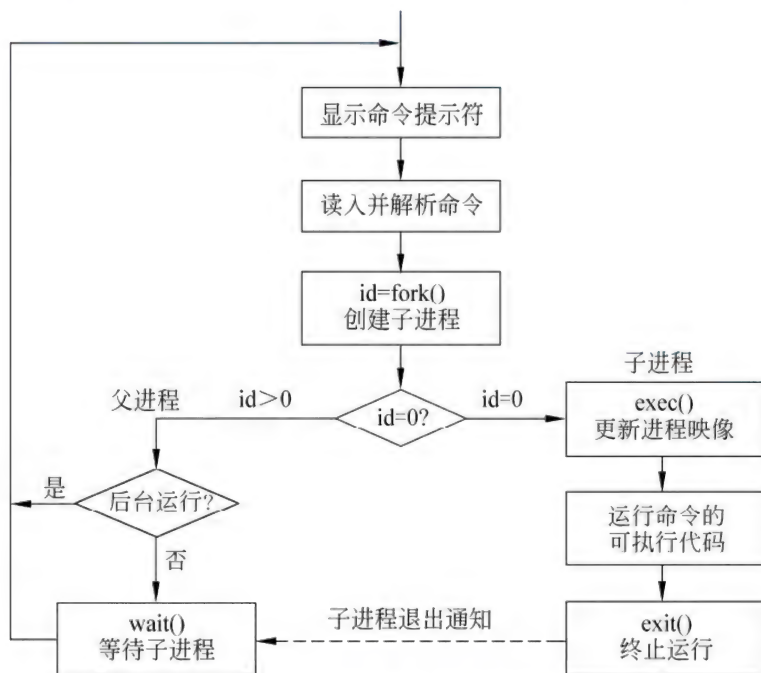 显示命令提示符
读入并解析命令
id=fork()
创建子进程
子进程
父进程
id>0
id=0?
id=0
exec()
更新进程映像
是
后台运行?
运行命令的
可执行代码
否
wait()
等待子进程
子进程退出通知
exit()
终止运行